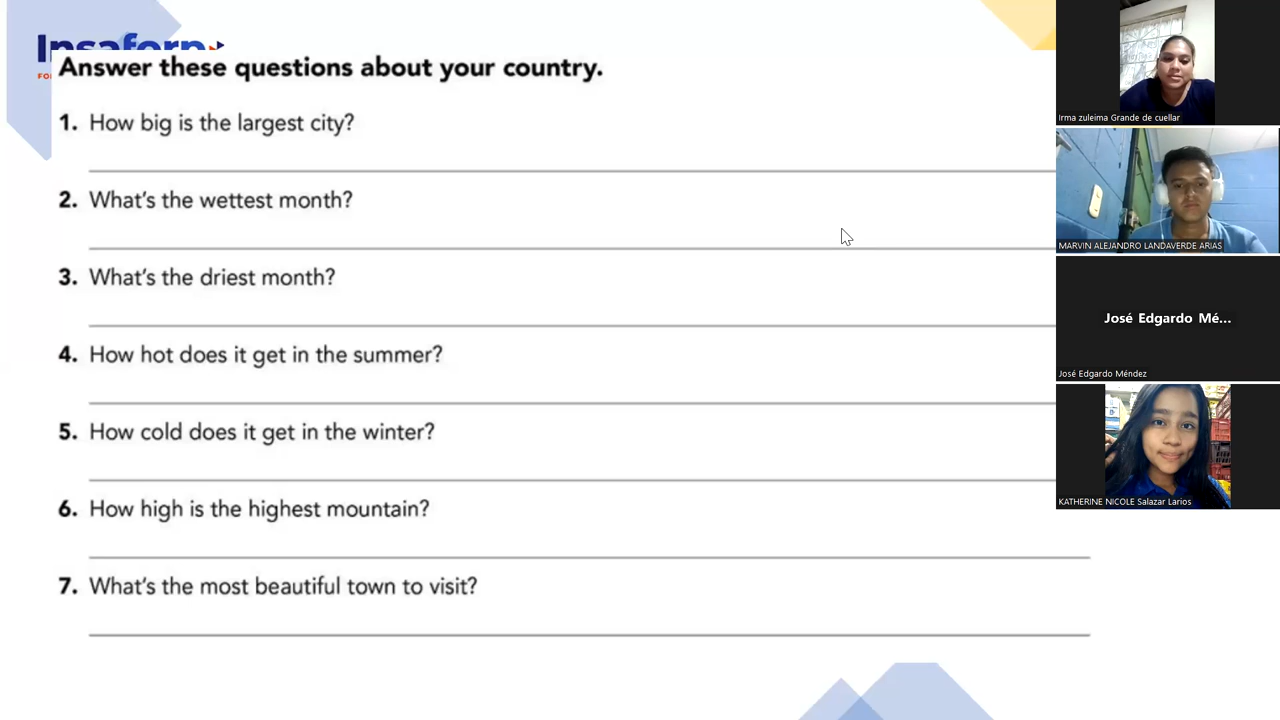 Insaforp
Answer these questions about your country.
1. How big is the largest city?
2. What's the wettest month?
3. What's the driest month?
4. How hot does it get in the summer?
5. How cold does it get in the winter?
6. How high is the highest mountain?
7. What's the most beautiful town to visit?
Irma zuleima Grande de cuellar
MARVIN ALEJANDRO LANDAVERDE ARIAS
José Edgardo Mé...
José Edgardo Méndez
KATHERINE NICOLE Salazar Larios